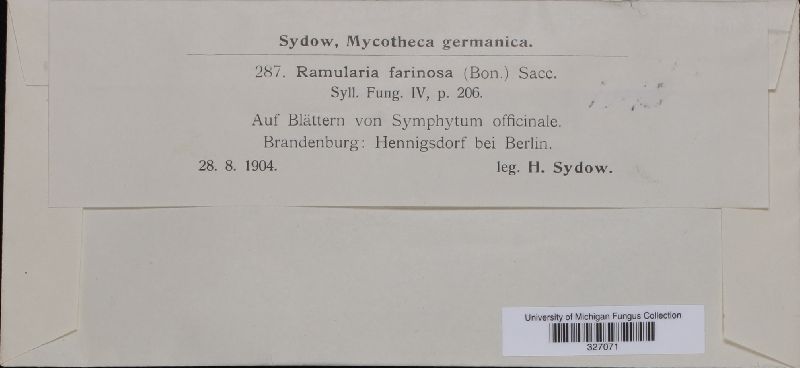 Sydow, Mycotheca germanica.
287. Ramularia farinosa (Bon.) Sacc.
Syll. Fung. IV, p. 206.
Auf Blättern von Symphytum officinale.
Brandenburg: Hennigsdorf bei Berlin.
28. 8. 1904. leg. H. Sydow.
University of Michigan Fungus Collection
327071